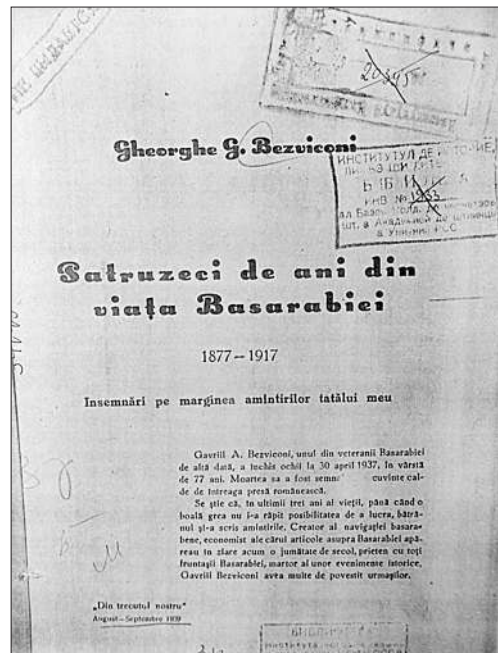 20345
Gheorghe G. Bezviconi
ИНСТИТУТУЛ ДЕ ИСТОРИЕ,
ИНВ №
1933
Patruzeci de ani din
viața Basarabiei
1877 – 1917
Insemnări pe marginea amintirilor tatălui meu
Gavriil A. Bezviconi, unul din veteranii Basarabiei
de altă dată, a închis ochii la 30 april 1937, în vârstă
de 77 ani. Moartea sa a fost semn cuvinte cal-
de de întreaga presă românească.
Se știe că, în ultimii trei ani ai vieții, până când o
boală grea nu i-a răpit posibilitatea de a lucra, bătrâ-
nul și-a scris amintirile. Creator al navigației basara-
bene, economist ale cărui articole asupra Basarabiei apă-
reau în ziare acum o jumătate de secol, prieten cu toți
fruntașii Basarabiei, martor al unor evenimente istorice,
Gavriil Bezviconi avea multe de povestit urmașilor.
„Din trecutul nostru"
August—Septembre 1939